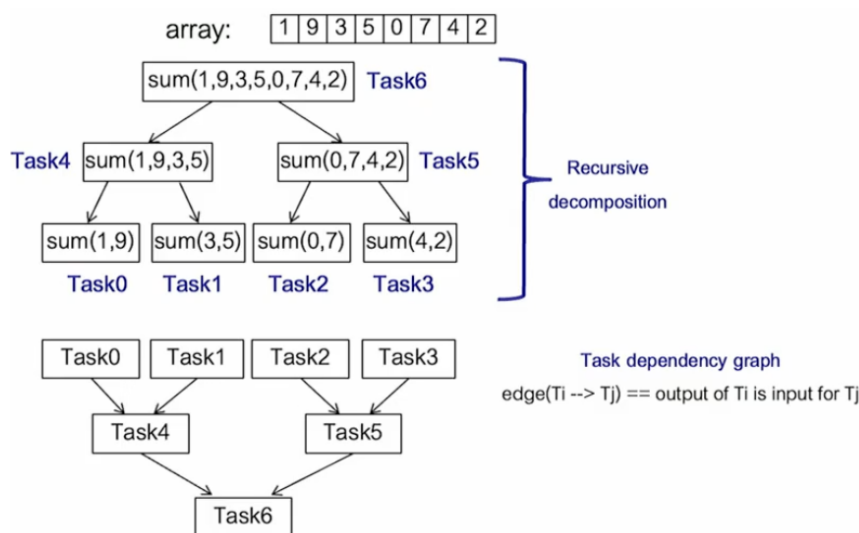 array: 1 9 3 5 0 7 4 2
sum(1,9,3,5,0,7,4,2) Task6
Task4 sum(1,9,3,5) sum(0,7,4,2) Task5
Recursive
decomposition
sum(1,9) sum(3,5) sum(0,7) sum(4,2)
Task0 Task1 Task2 Task3
Task0 Task1 Task2 Task3
Task dependency graph
edge(Ti --> Tj) == output of Ti is input for Tj
Task4 Task5
Task6